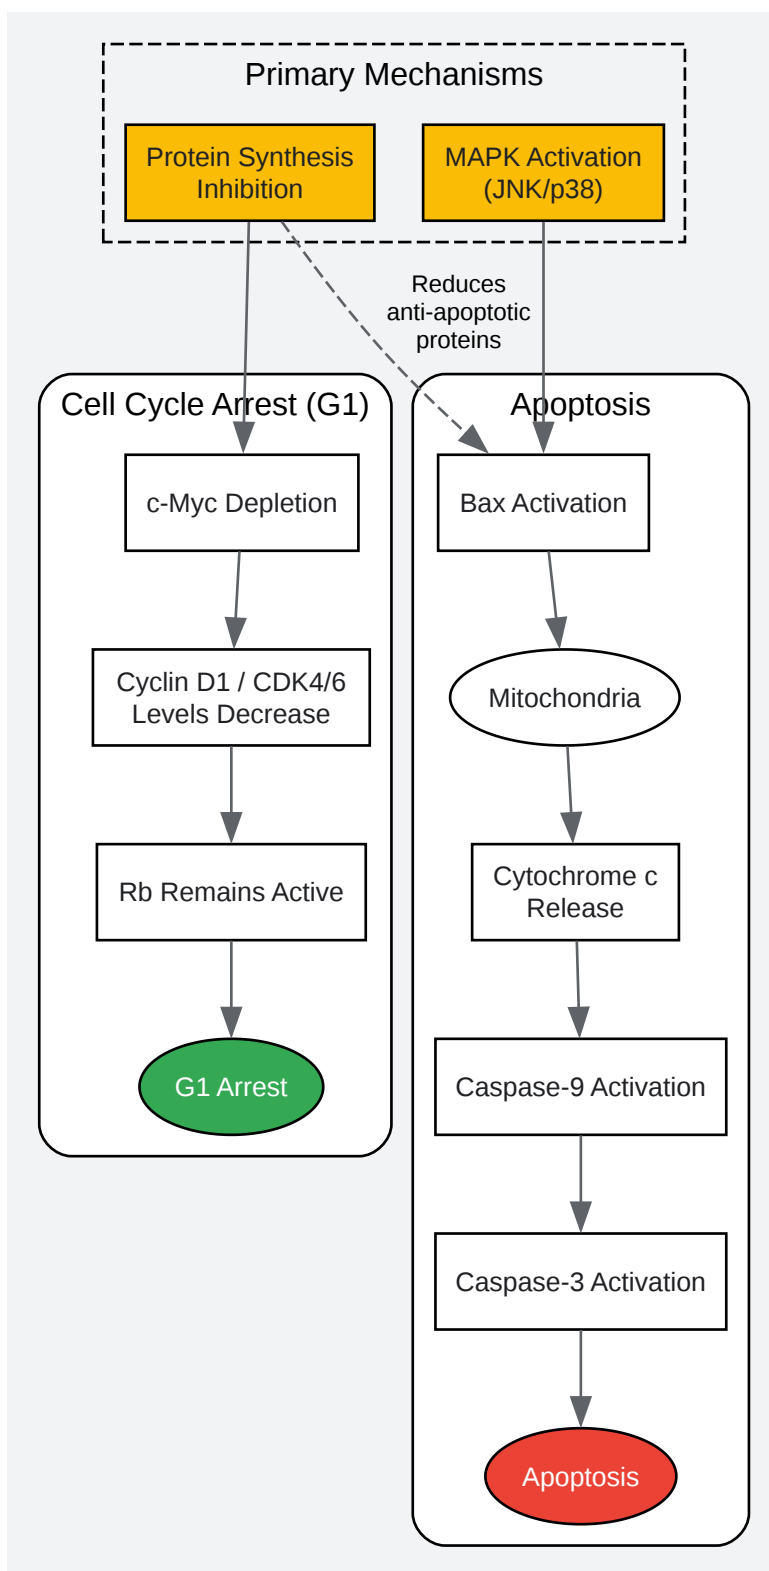 Primary Mechanisms
Protein Synthesis
Inhibition
MAPK Activation
(JNK/p38)
Reduces
anti-apoptotic
proteins
Cell Cycle Arrest (G1)
c-Myc Depletion
Cyclin D1 / CDK4/6
Levels Decrease
Rb Remains Active
G1 Arrest
Apoptosis
Bax Activation
Mitochondria
Cytochrome c
Release
Caspase-9 Activation
Caspase-3 Activation
Apoptosis